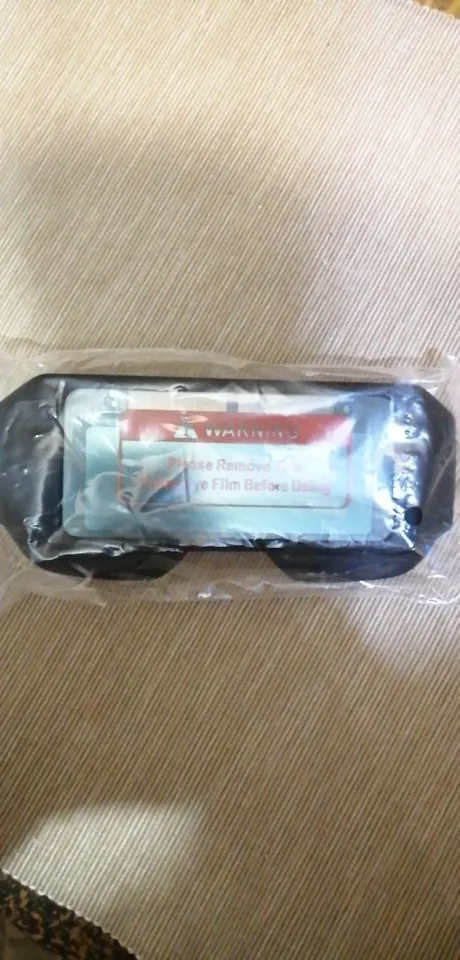 WARNING
Please Remove
Film Before Using